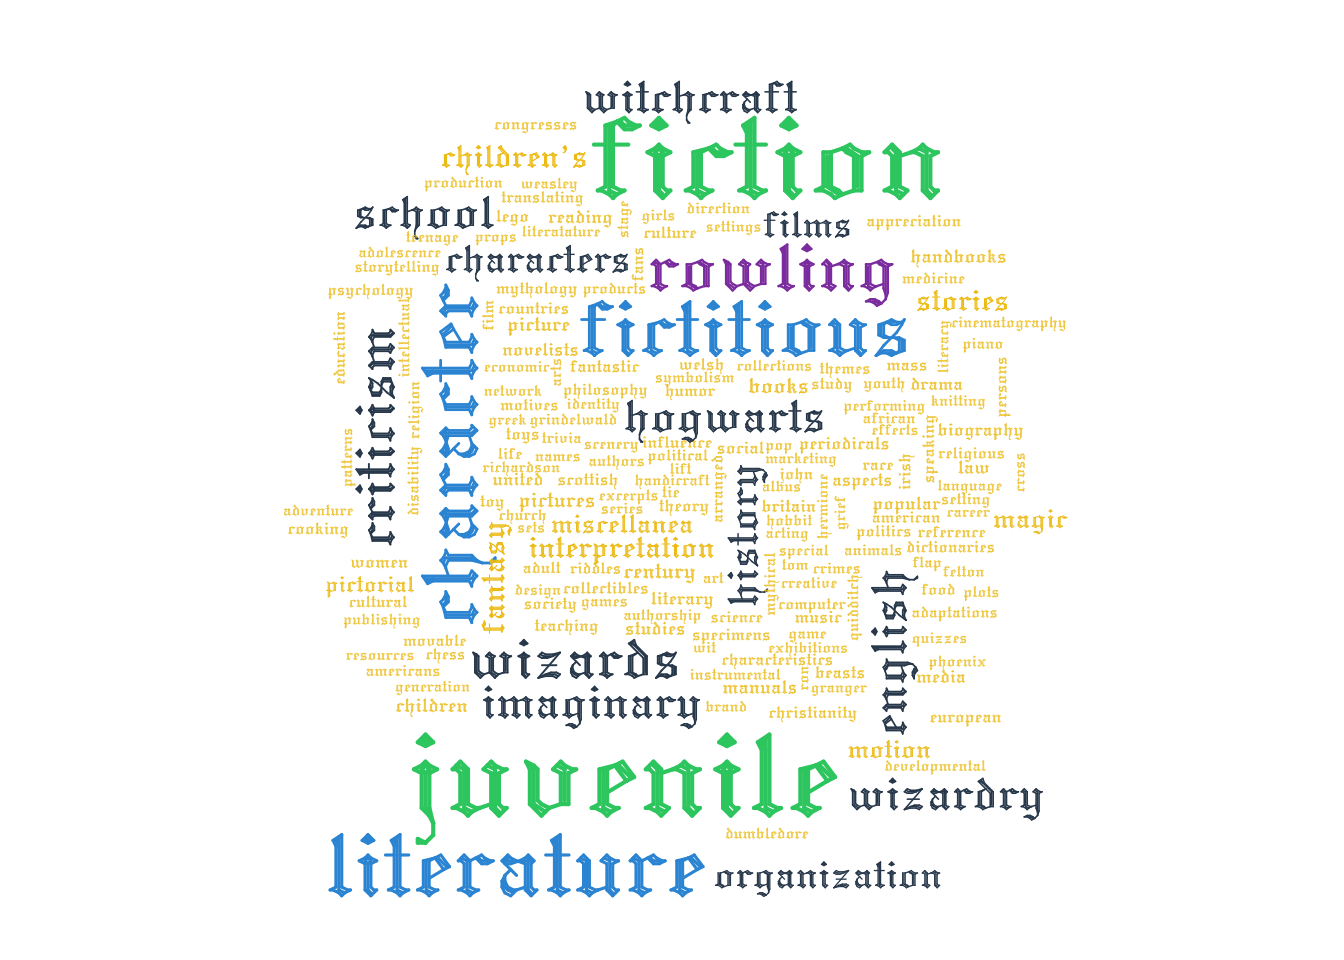 witchcraft
congresses
fiction
children's
production
weasley
translating
school
lego
reading
stage
girls
direction
films
appreciation
literatature
culture
settings
teenage
props
adolescence
characters
fans
rowling
handbooks
storytelling
medicine
psychology
mythology
products
stories
intellectual
character
film
countries
fictitious
picture
literacy
cinematography
education
criticism
piano
novelists
economic
arts
fantastic
welsh
collections
themes
mass
persons
symbolism
books
study
youth
drama
religion
network
philosophy
humor
motives
identity
hogwarts
performing
knitting
greek
grindelwald
african
effects
speaking
biography
patterns
toys
trivia
scenery
influence
social
pop
periodicals
disability
life
names
authors
political
marketing
race
irish
religious
richardson
lift
arranged
history
john
law
cross
united
scottish
handicraft
albus
aspects
language
toy
pictures
excerpts
tie
setting
series
theory
britain
hermione
grief
popular
career
adventure
church
hobbit
american
magic
cooking
fantasy
sets
miscellanea
acting
politics
reference
interpretation
special
animals
dictionaries
women
adult
riddles
century
art
mythical
tom
crimes
quidditch
english
flap
felton
pictorial
design
collectibles
creative
food
plots
cultural
society
games
literary
computer
adaptations
publishing
authorship
science
music
teaching
studies
specimens
game
quizzes
movable
wizards
wit
exhibitions
resources
chess
characteristics
phoenix
americans
instrumental
ron
beasts
media
generation
imaginary
manuals
granger
children
brand
christianity
european
juvenile
motion
developmental
wizardry
dumbledore
literature
organization